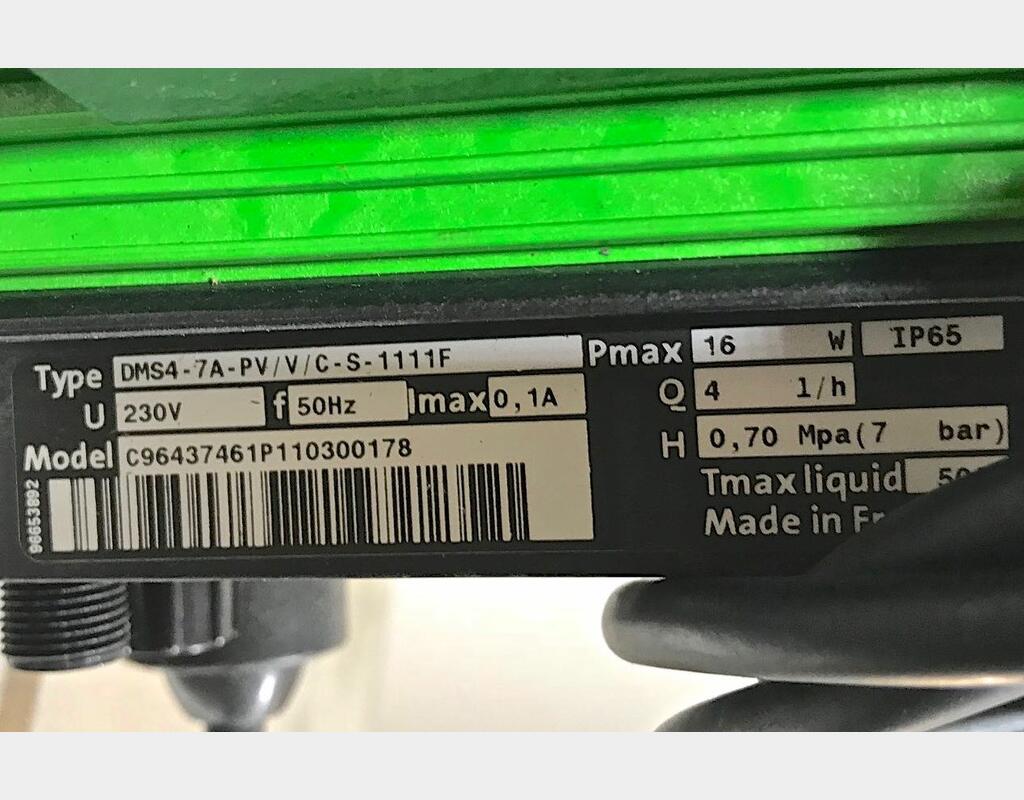 Type DMS4-7A-PV/V/C-S-1111F Pmax 16 W IP65
U 230V f 50Hz Imax 0,1A Q 4 l/h
Model C96437461P110300178 H 0,70 Mpa(7 bar)
96653892
Tmax liquid
Made in